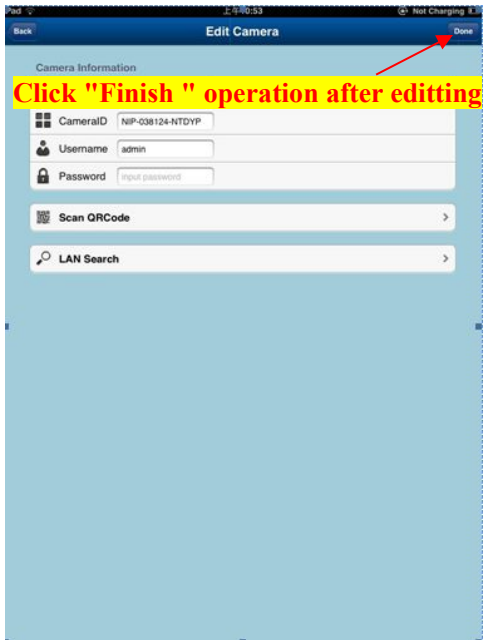 Pad 上午0:53 Not Charging
Back Edit Camera Done
Camera Information
Click "Finish " operation after editting
CameraID NIP-038124-NTDYP
Username admin
Password input password
Scan QRCode
LAN Search